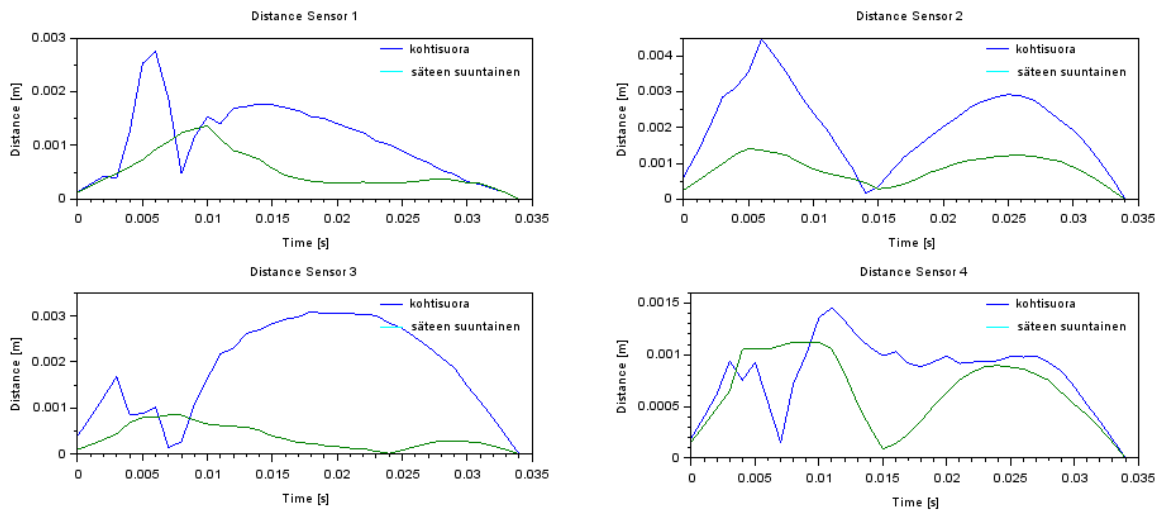 Distance Sensor 1
0.003
0.002
0.001
0
Distance [m]
kohtisuora
säteen suuntainen
0 0.005 0.01 0.015 0.02 0.025 0.03 0.035
Time [s]
Distance Sensor 2
0.004
0.003
0.002
0.001
0
Distance [m]
kohtisuora
säteen suuntainen
0 0.005 0.01 0.015 0.02 0.025 0.03 0.035
Time [s]
Distance Sensor 3
0.003
0.002
0.001
0
Distance [m]
kohtisuora
säteen suuntainen
0 0.005 0.01 0.015 0.02 0.025 0.03 0.035
Time [s]
Distance Sensor 4
0.0015
0.001
0.0005
0
Distance [m]
kohtisuora
säteen suuntainen
0 0.005 0.01 0.015 0.02 0.025 0.03 0.035
Time [s]